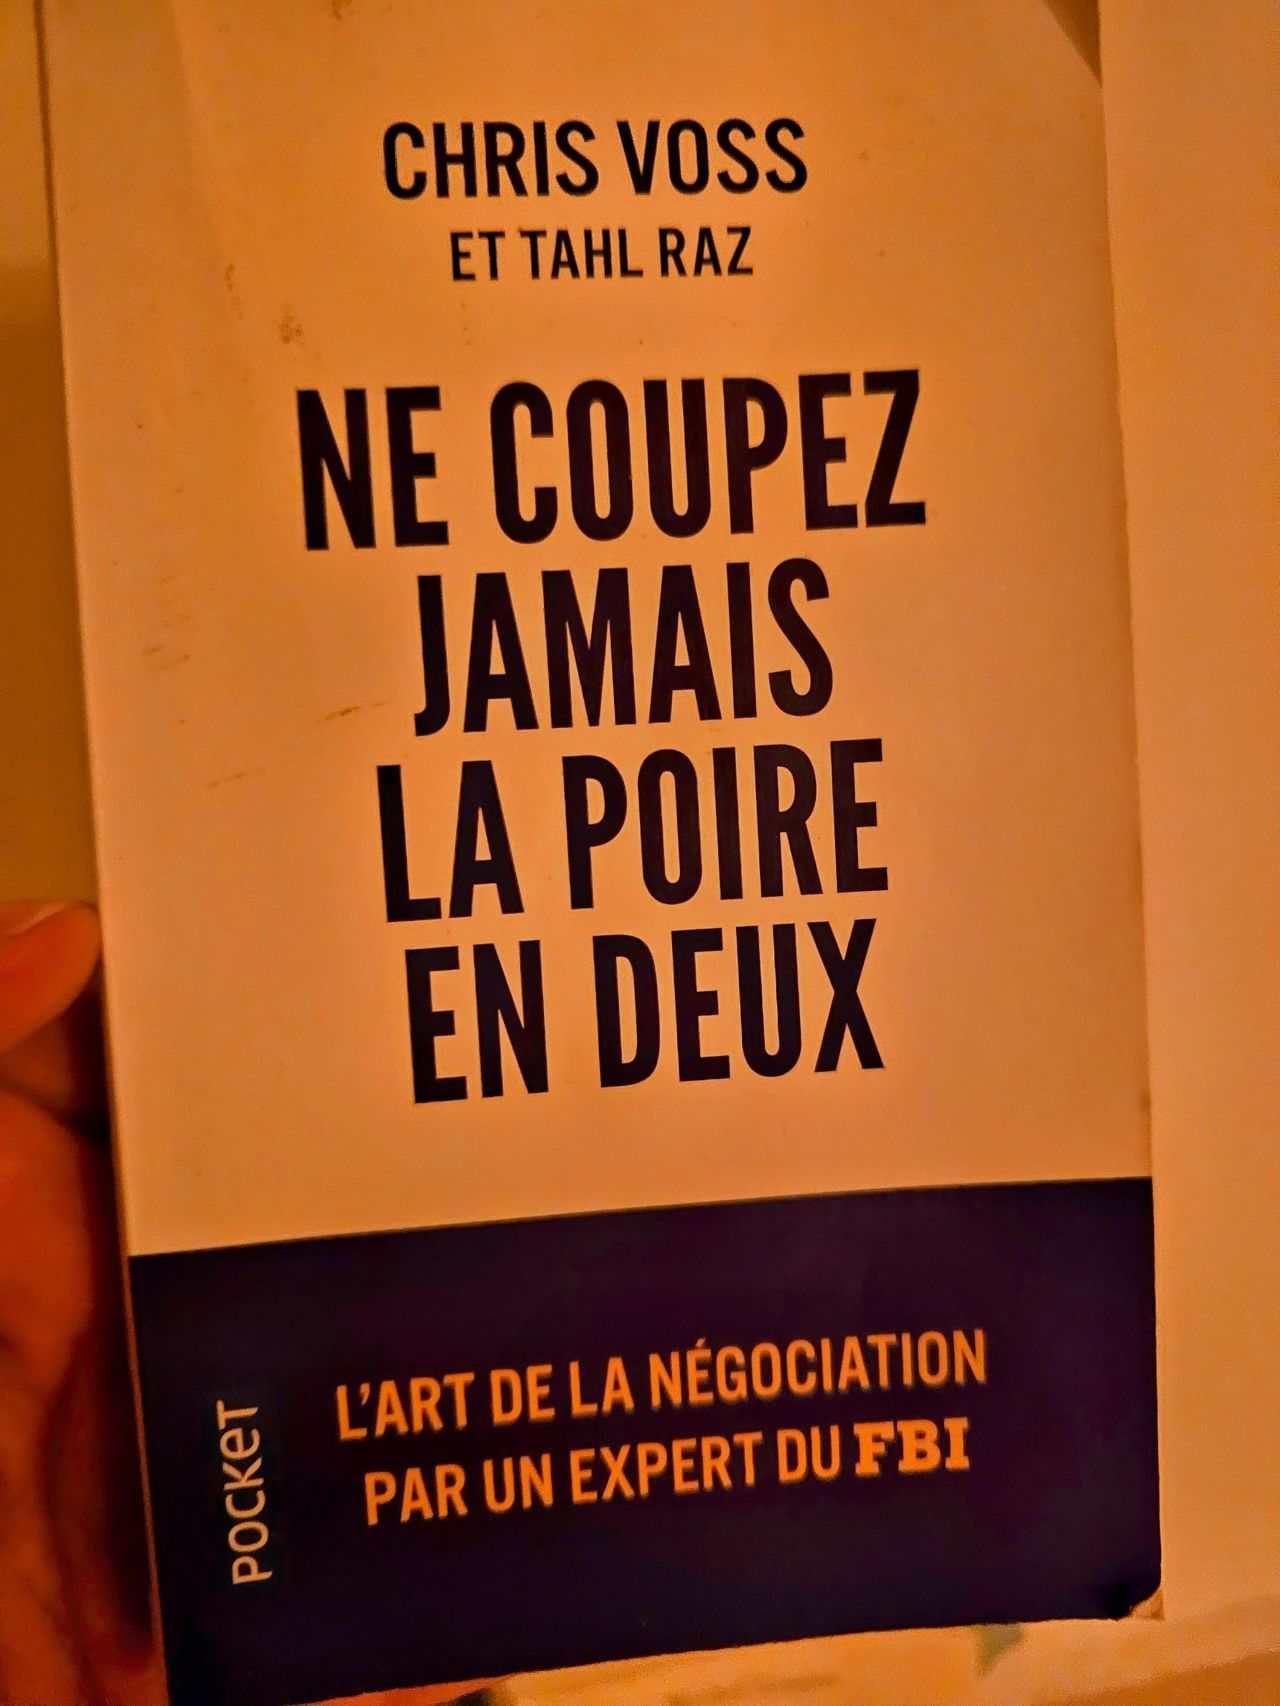 CHRIS VOSS
ET TAHL RAZ
NE COUPEZ
JAMAIS
LA POIRE
EN DEUX
L'ART DE LA NÉGOCIATION
PAR UN EXPERT DU FBI
POCKET